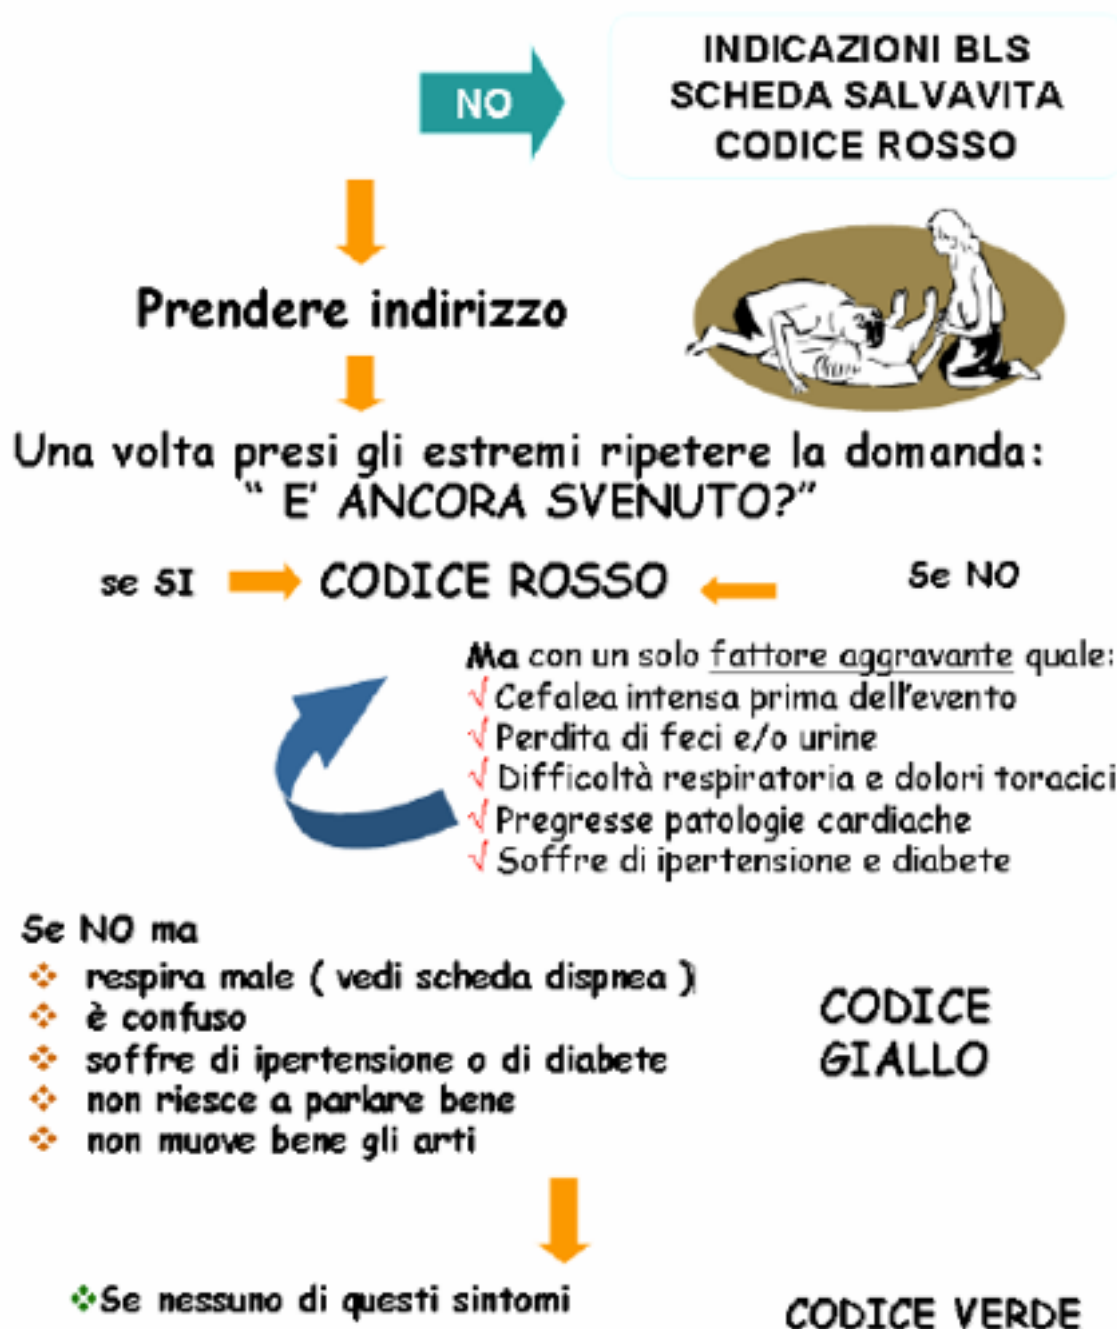 NO
INDICAZIONI BLS
SCHEDA SALVAVITA
CODICE ROSSO
Prendere indirizzo
Una volta presi gli estremi ripetere la domanda:
“ E' ANCORA SVENUTO?”
se SI CODICE ROSSO Se NO
Ma con un solo fattore aggravante quale:
√ Cefalea intensa prima dell'evento
√ Perdita di feci e/o urine
√ Difficoltà respiratoria e dolori toracici
√ Pregresse patologie cardiache
√ Soffre di ipertensione e diabete
Se NO ma
❖ respira male ( vedi scheda dispnea )
❖ è confuso
❖ soffre di ipertensione o di diabete
❖ non riesce a parlare bene
❖ non muove bene gli arti
CODICE
GIALLO
❖Se nessuno di questi sintomi
CODICE VERDE